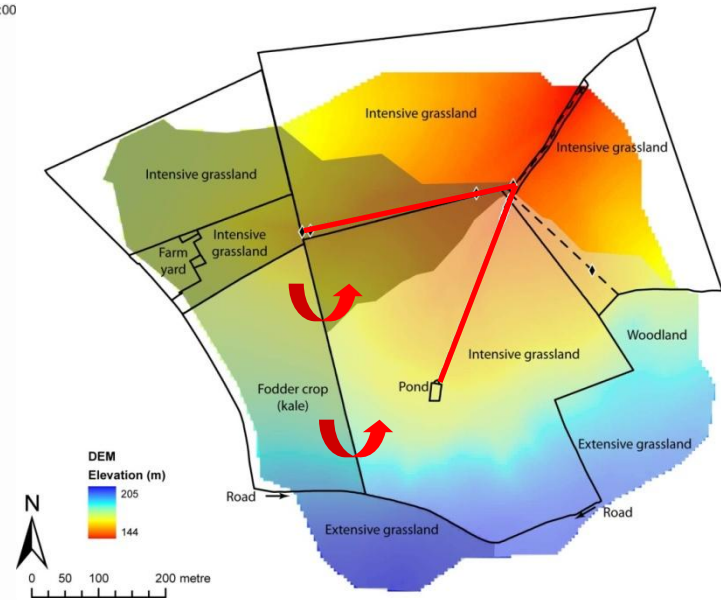 :00
Intensive grassland
Intensive grassland
Intensive grassland
Intensive
grassland
Farm
yard
Woodland
Intensive grassland
Pond
Fodder crop
(kale)
Extensive grassland
DEM
Elevation (m)
205
144
Road
Road
Extensive grassland
N
0 50 100 200 metre